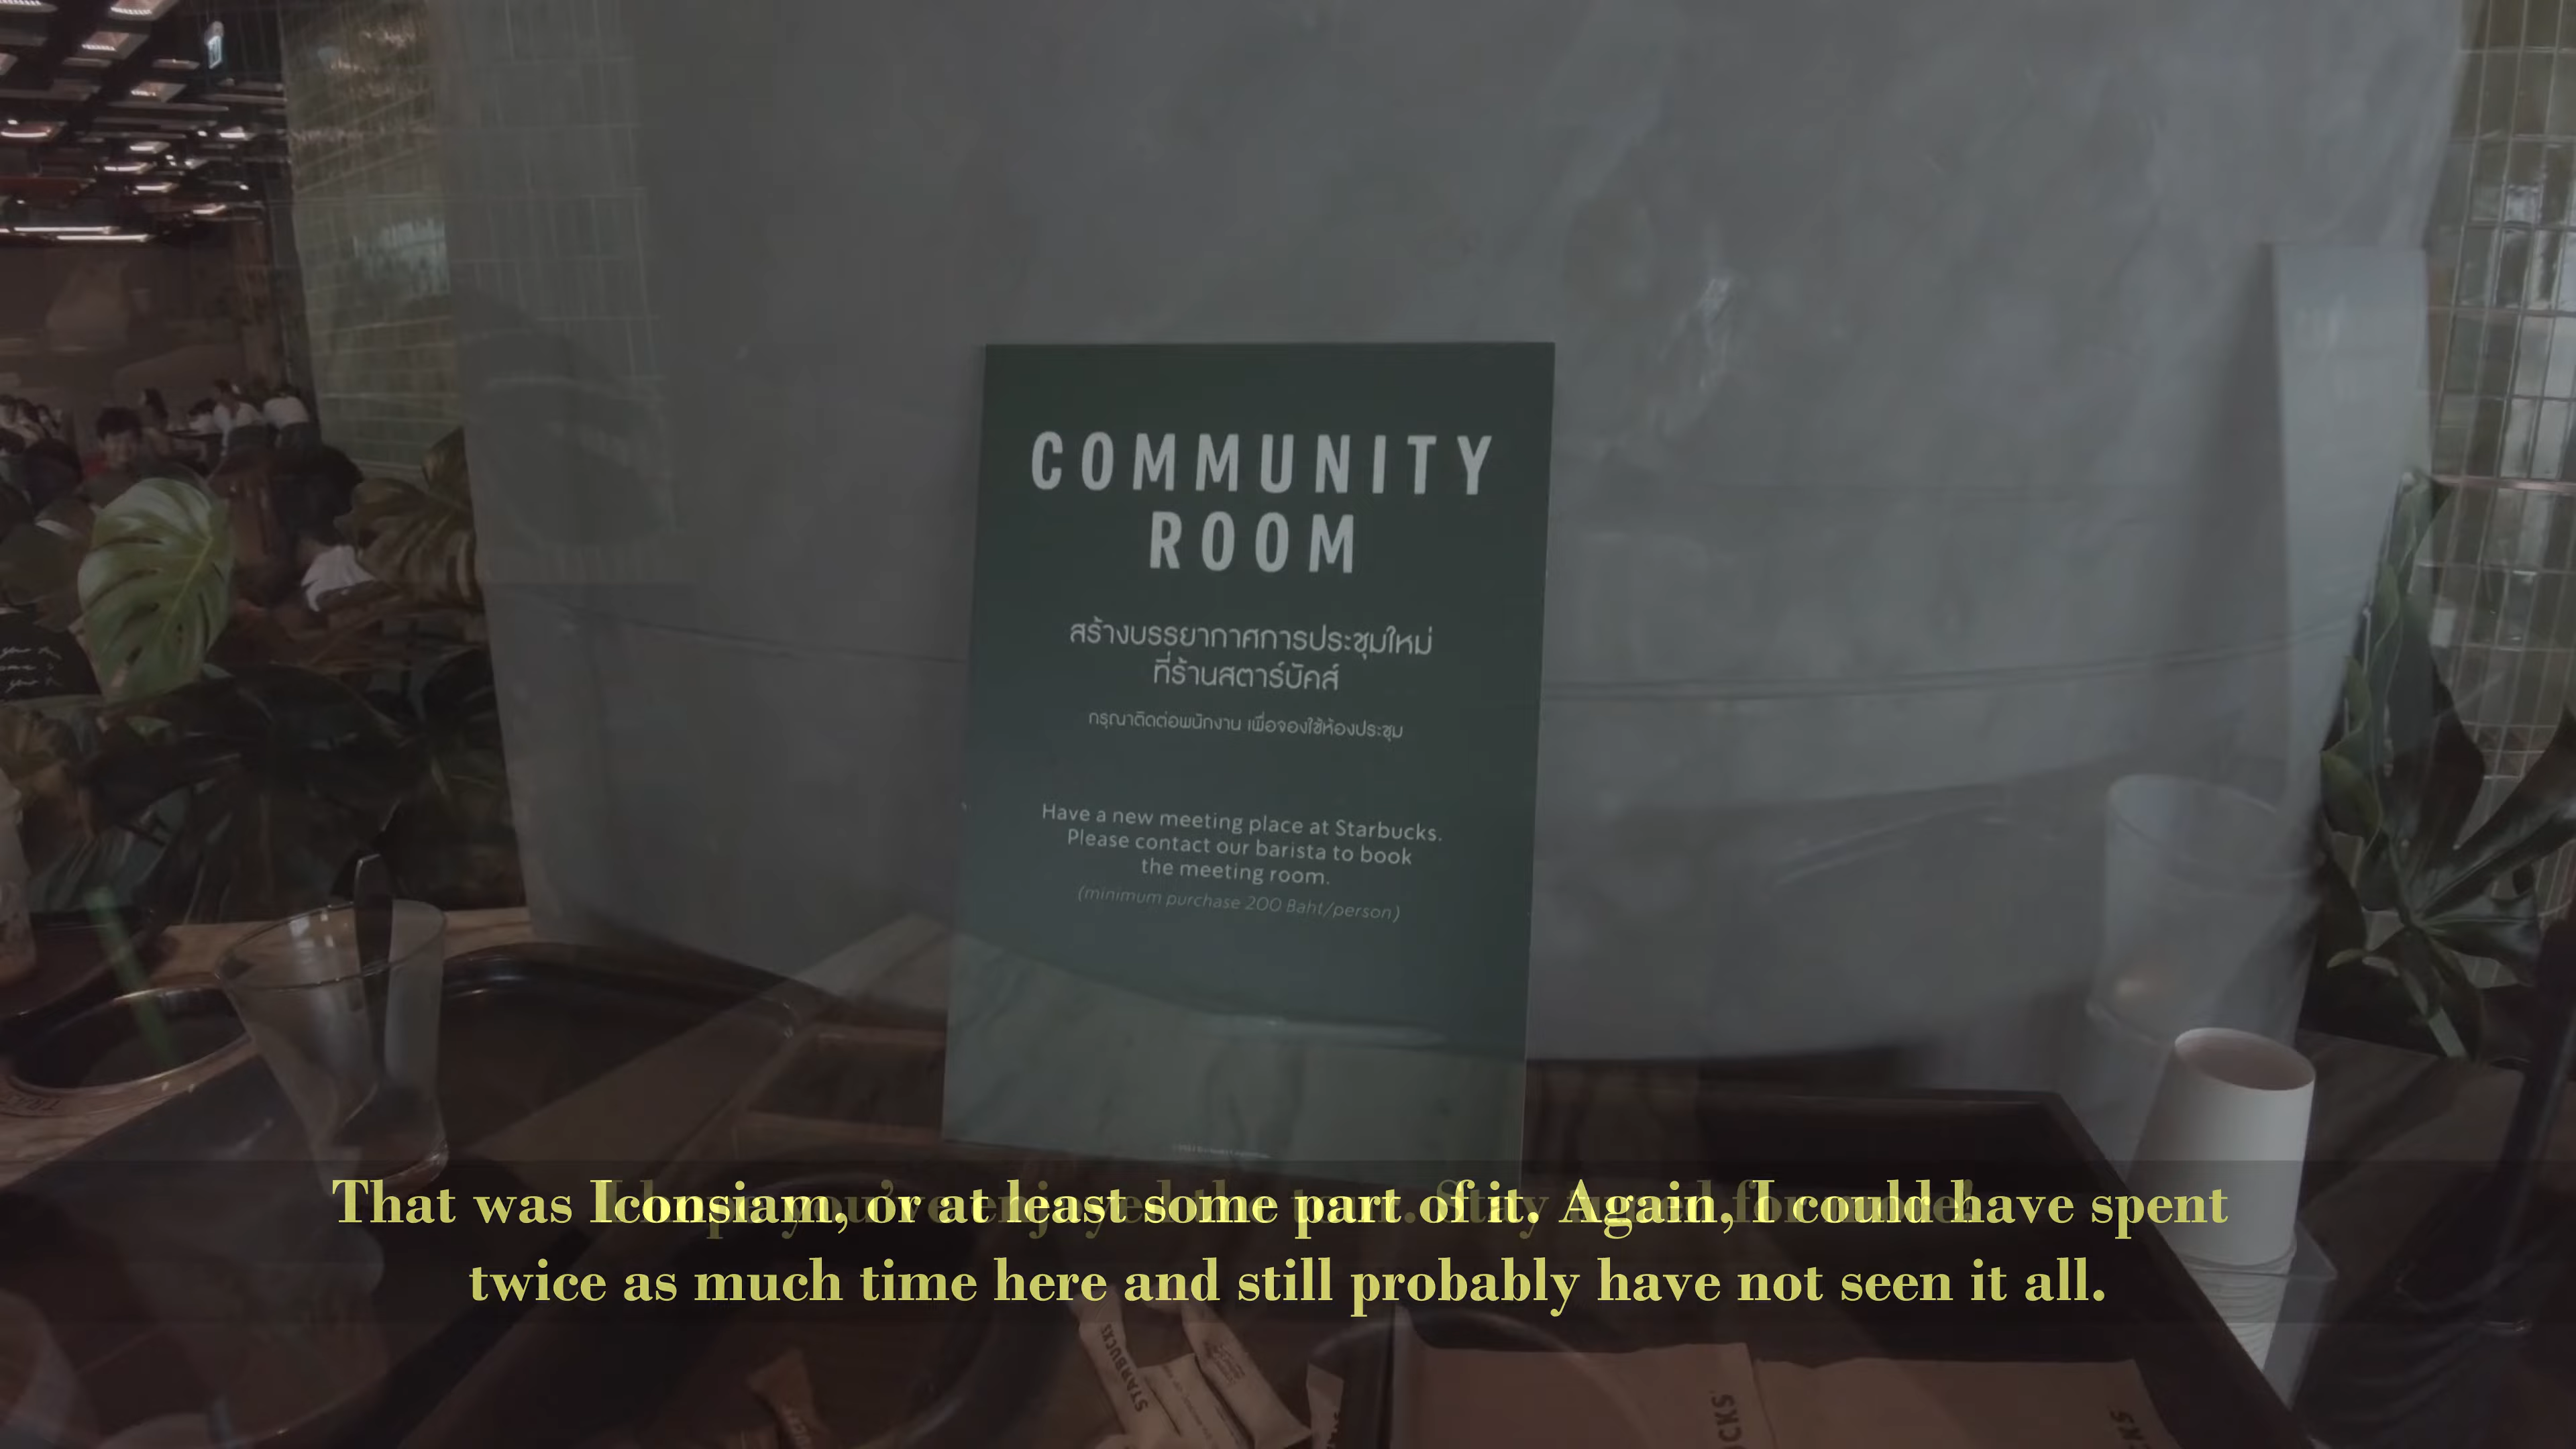 COMMUNITY
ROOM
สร้างบรรยากาศการประชุมใหม่
ที่ร้านสตาร์บัคส์
กรุณาติดต่อพนักงาน เพื่อจองใช้ห้องประชุม
Have a new meeting place at Starbucks.
Please contact our barista to book
the meeting room.
(minimum purchase 200 Baht/person)
That was Iconsiam, or at least some part of it. Again, I could have spent
twice as much time here and still probably have not seen it all.
STARBUCKS
CKS
CKS